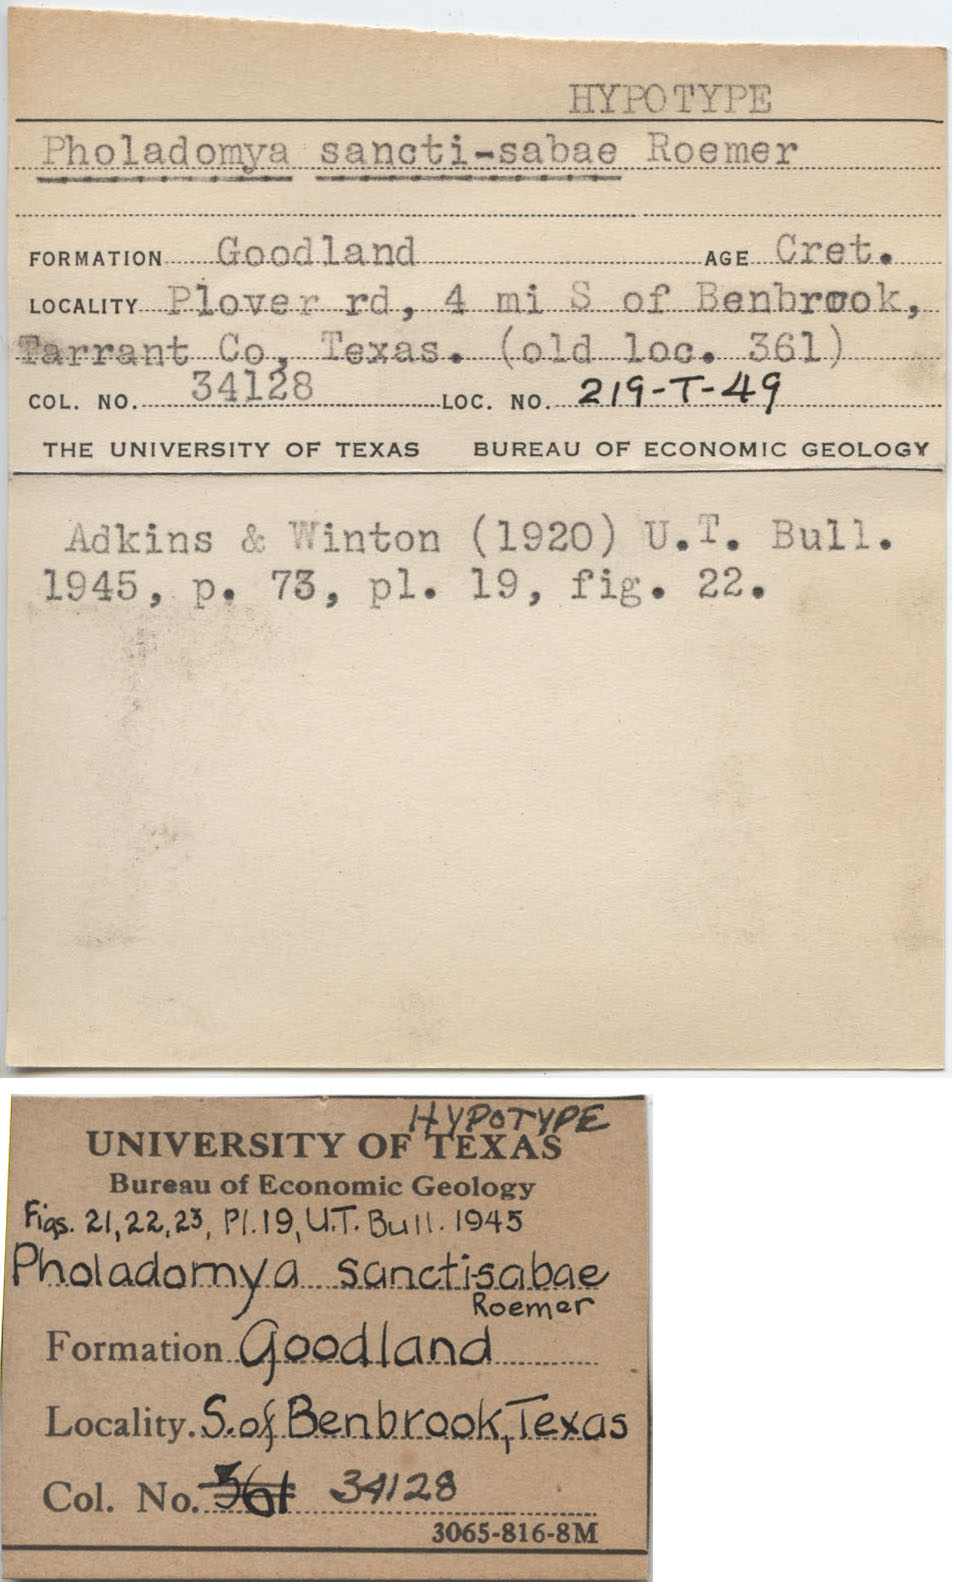 HYPOTYPE
Pholadomya sancti-sabae Roemer
FORMATION Goodland AGE Cret.
LOCALITY Plover rd, 4 mi S of Benbrook,
Tarrant Co, Texas. (old loc. 361)
COL. NO. 34128 LOC. NO. 219-T-49
THE UNIVERSITY OF TEXAS BUREAU OF ECONOMIC GEOLOGY
Adkins & Winton (1920) U.T. Bull.
1945, p. 73, pl. 19, fig. 22.
HYPOTYPE
UNIVERSITY OF TEXAS
Bureau of Economic Geology
Figs. 21,22,23, Pl.19, U.T. Bull. 1945
Pholadomya sancti-sabae
Roemer
Formation Goodland
Locality. S. of Benbrook, Texas
Col. No. 361 34128
3065-816-8M